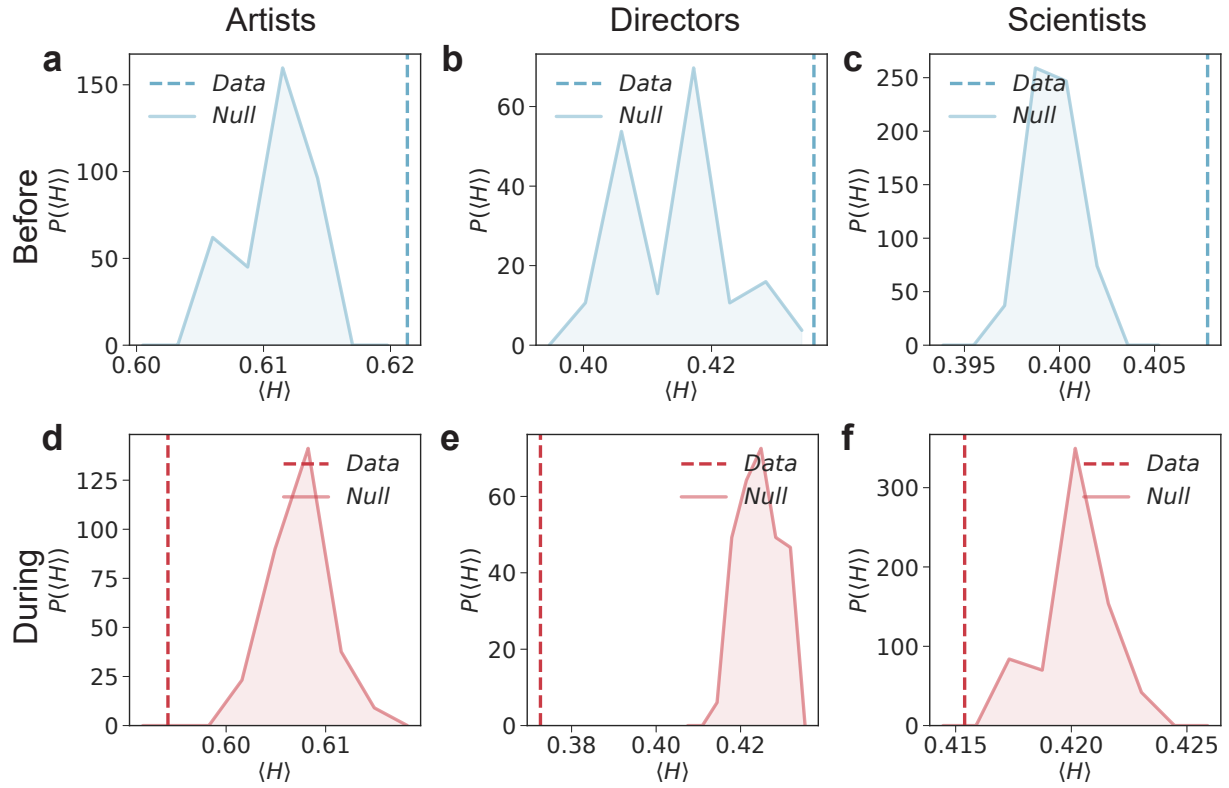 Artists Directors Scientists
Before
a
P(⟨H⟩)
150
100
50
0
Data
Null
0.60 0.61 0.62
⟨H⟩
b
P(⟨H⟩)
60
40
20
0
Data
Null
0.40 0.42
⟨H⟩
c
P(⟨H⟩)
250
200
150
100
50
0
Data
Null
0.395 0.400 0.405
⟨H⟩
During
d
P(⟨H⟩)
125
100
75
50
25
0
Data
Null
0.60 0.61
⟨H⟩
e
P(⟨H⟩)
60
40
20
0
Data
Null
0.38 0.40 0.42
⟨H⟩
f
P(⟨H⟩)
300
200
100
0
Data
Null
0.415 0.420 0.425
⟨H⟩